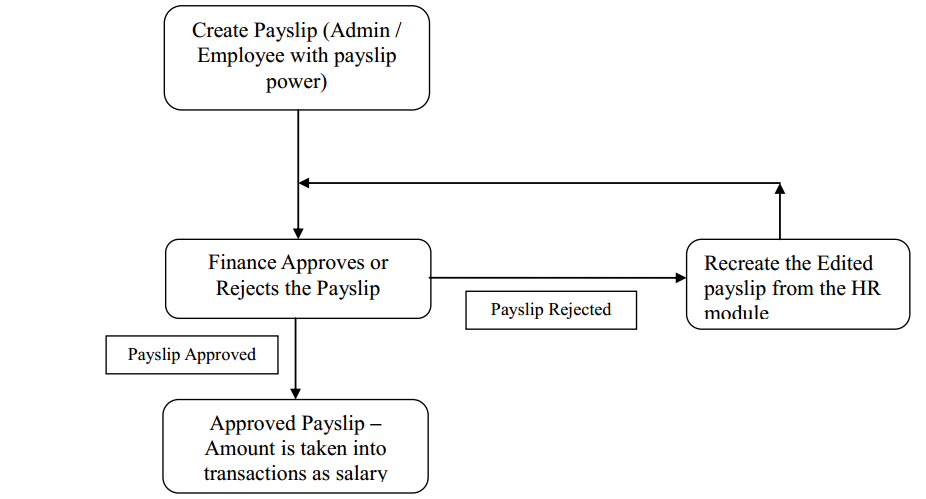 Create Payslip (Admin /
Employee with payslip
power)
Finance Approves or
Rejects the Payslip
Payslip Rejected
Recreate the Edited
payslip from the HR
module
Payslip Approved
Approved Payslip –
Amount is taken into
transactions as salary